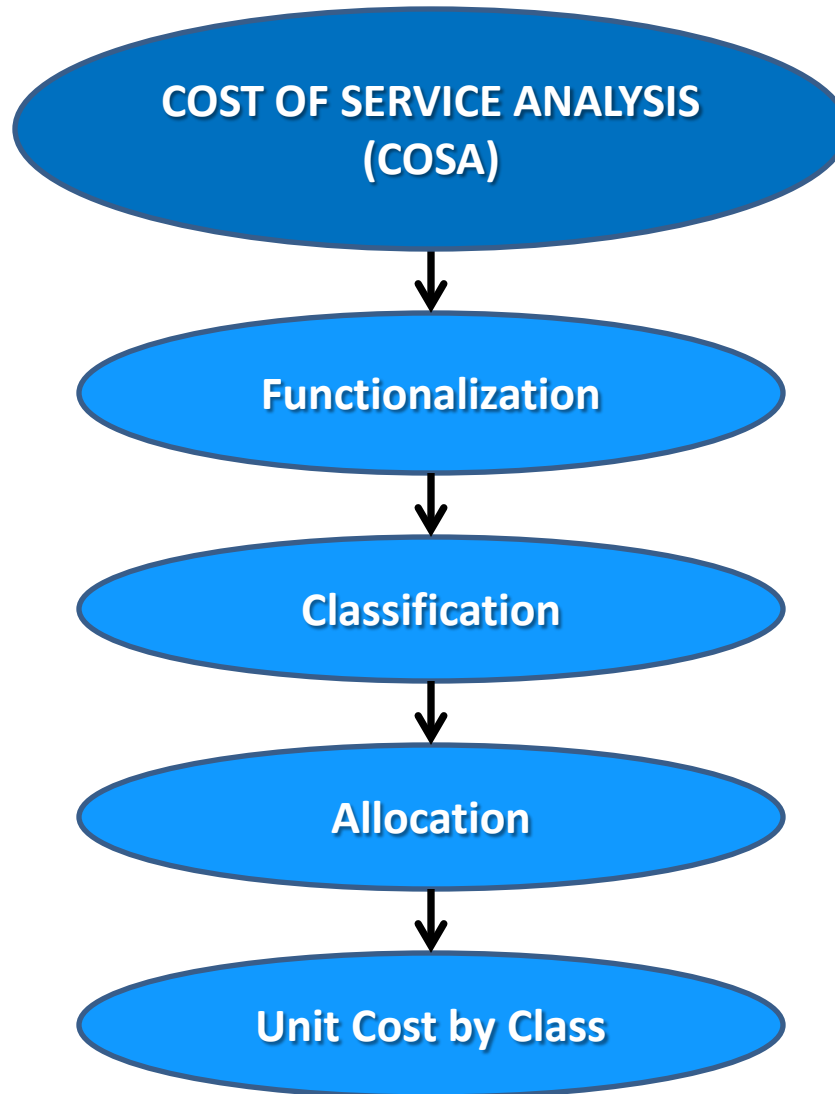 COST OF SERVICE ANALYSIS
(COSA)
Functionalization
Classification
Allocation
Unit Cost by Class